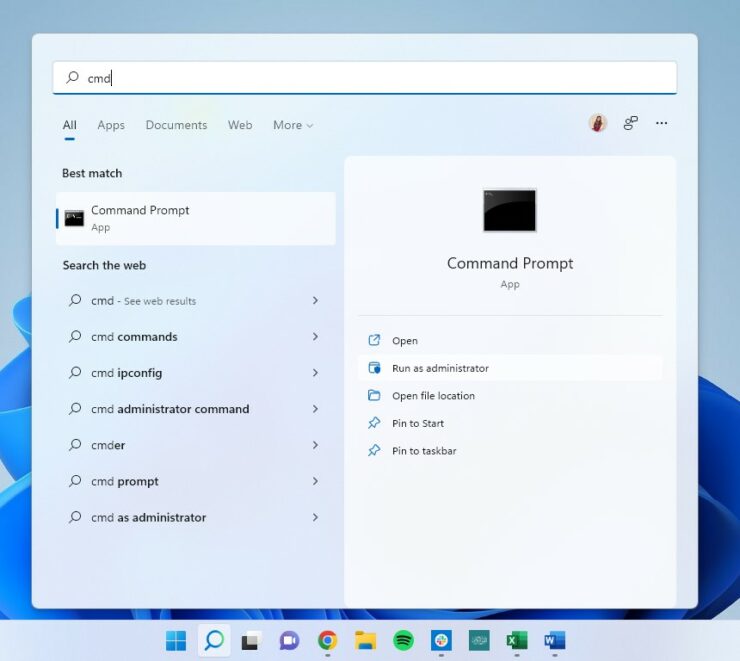 cmd
All Apps Documents Web More
Best match
Command Prompt
App
Search the web
cmd - See web results
cmd commands
cmd ipconfig
cmd administrator command
cmder
cmd prompt
cmd as administrator
Command Prompt
App
Open
Run as administrator
Open file location
Pin to Start
Pin to taskbar